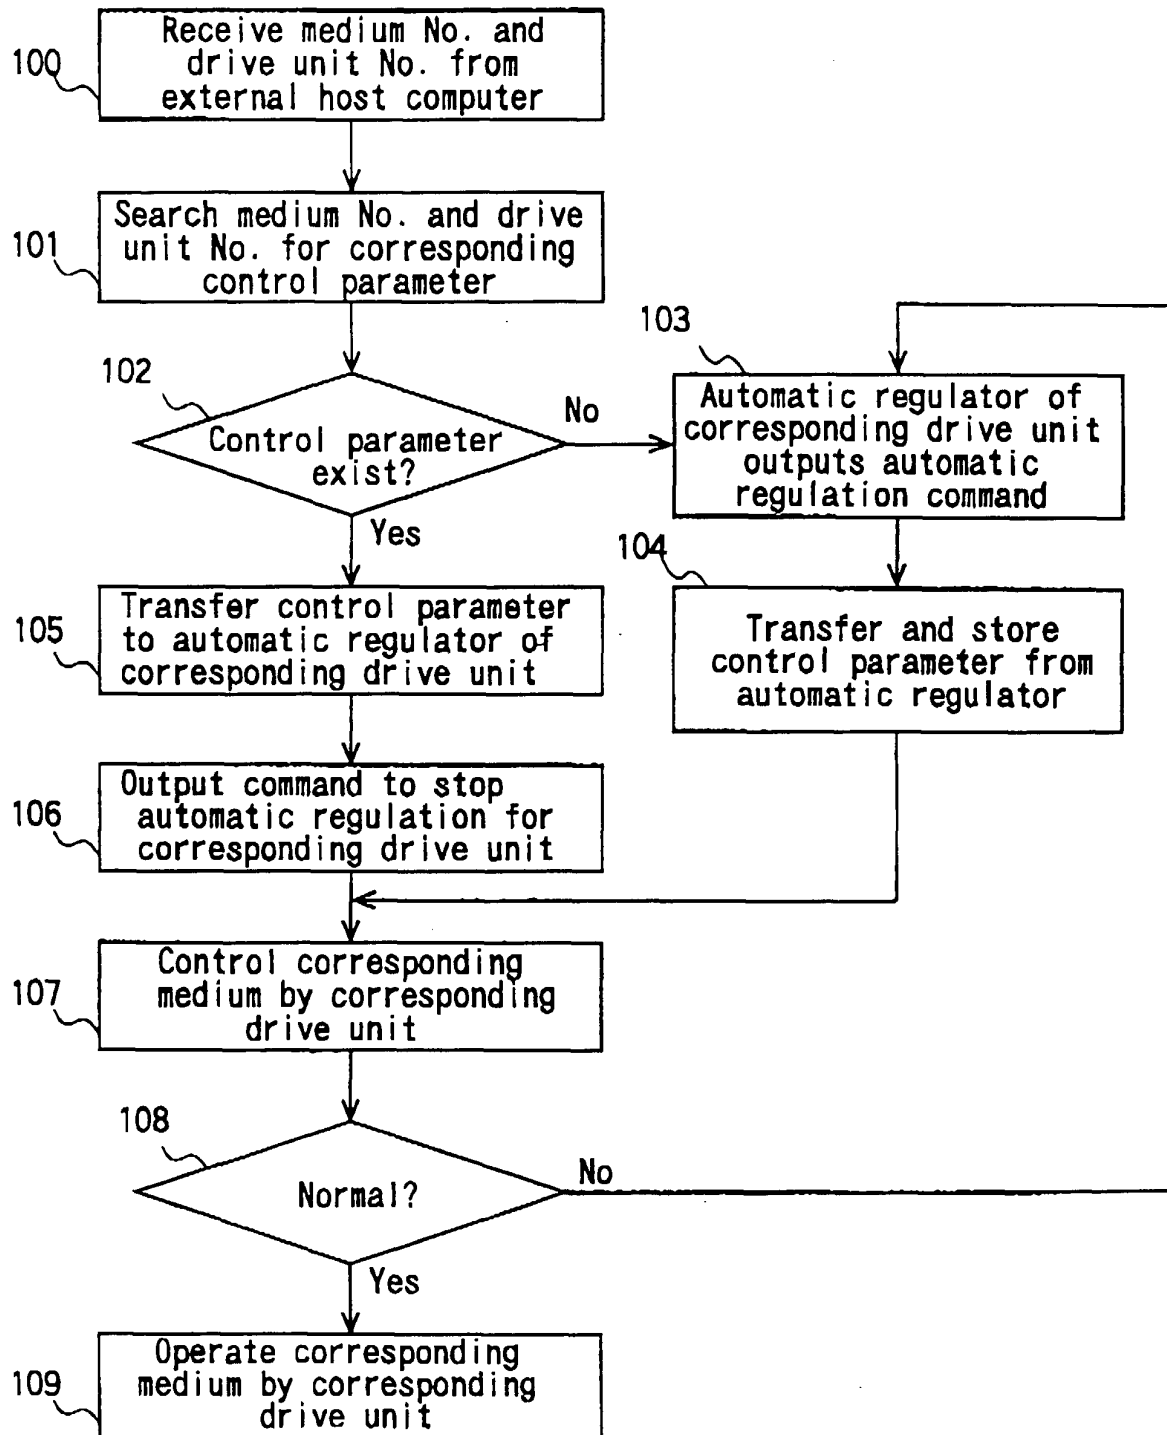 Receive medium No. and
drive unit No. from
external host computer
100
Search medium No. and drive
unit No. for corresponding
control parameter
101
102
Control parameter
exist?
No
Yes
103
Automatic regulator of
corresponding drive unit
outputs automatic
regulation command
104
Transfer and store
control parameter from
automatic regulator
105
Transfer control parameter
to automatic regulator of
corresponding drive unit
106
Output command to stop
automatic regulation for
corresponding drive unit
107
Control corresponding
medium by corresponding
drive unit
108
Normal?
No
Yes
109
Operate corresponding
medium by corresponding
drive unit